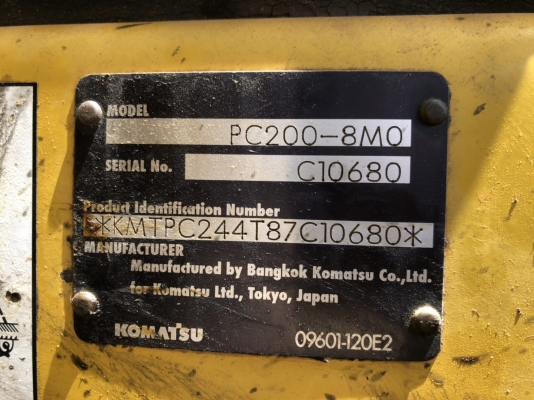 MODEL
PC200-8M0
SERIAL No.
C10680
Product Identification Number
*KMTPC244T87C10680*
MANUFACTURER
Manufactured by Bangkok Komatsu Co.,Ltd.
for Komatsu Ltd., Tokyo, Japan
KOMATSU
09601-120E2